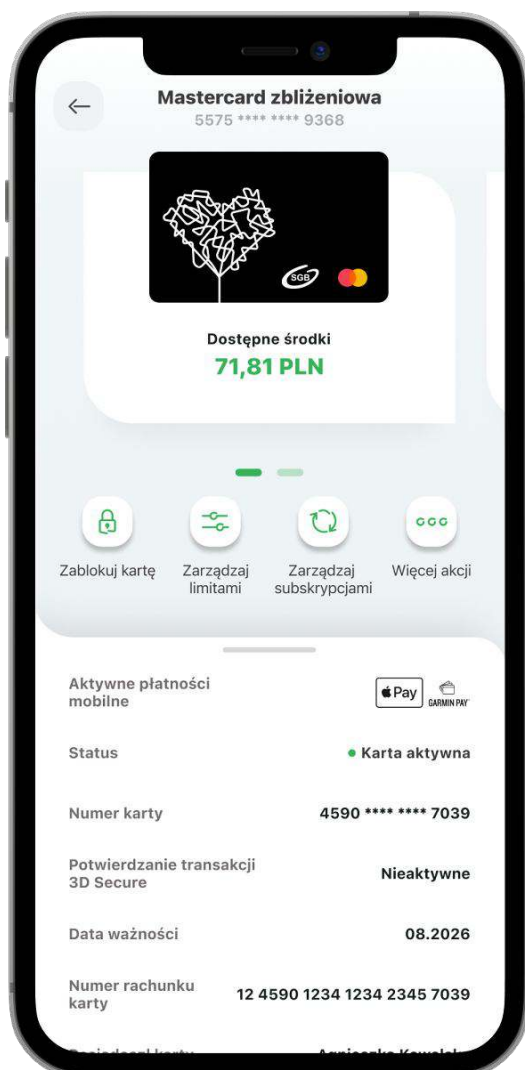 Mastercard zbliżeniowa
5575 **** **** 9368
SGB
Dostępne środki
71,81 PLN
Zablokuj kartę
Zarządzaj
limitami
Zarządzaj
subskrypcjami
Więcej akcji
Aktywne płatności
mobilne
Pay
GARMIN PAY
Status
Karta aktywna
Numer karty
4590 **** **** 7039
Potwierdzanie transakcji
3D Secure
Nieaktywne
Data ważności
08.2026
Numer rachunku
karty
12 4590 1234 1234 2345 7039